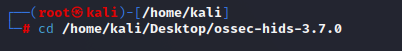 ┌──(root㉿kali)-[/home/kali]
└─# cd /home/kali/Desktop/ossec-hids-3.7.0